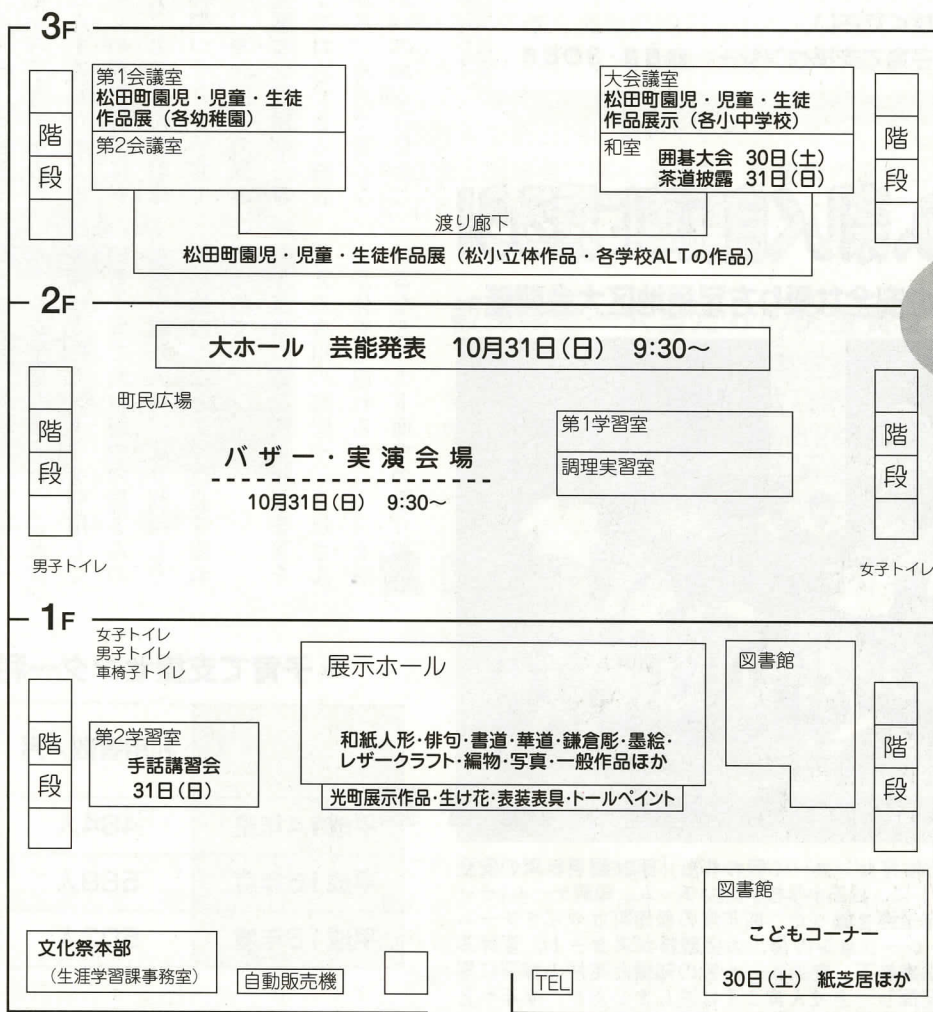 3F
階段
第1会議室
松田町園児・児童・生徒
作品展（各幼稚園）
第2会議室
大会議室
松田町園児・児童・生徒
作品展示（各小中学校）
和室
囲碁大会 30日（土）
茶道披露 31日（日）
階段
渡り廊下
松田町園児・児童・生徒作品展（松小立体作品・各学校ALTの作品）
2F
大ホール 芸能発表 10月31日（日） 9:30～
階段
町民広場
バザー・実演会場
10月31日（日） 9:30～
第1学習室
調理実習室
階段
男子トイレ
女子トイレ
1F
女子トイレ
男子トイレ
車椅子トイレ
階段
第2学習室
手話講習会
31日（日）
展示ホール
和紙人形・俳句・書道・華道・鎌倉彫・墨絵・
レザークラフト・編物・写真・一般作品ほか
光町展示作品・生け花・表装表具・トールペイント
図書館
階段
文化祭本部
（生涯学習課事務室）
自動販売機
TEL
図書館
こどもコーナー
30日（土） 紙芝居ほか